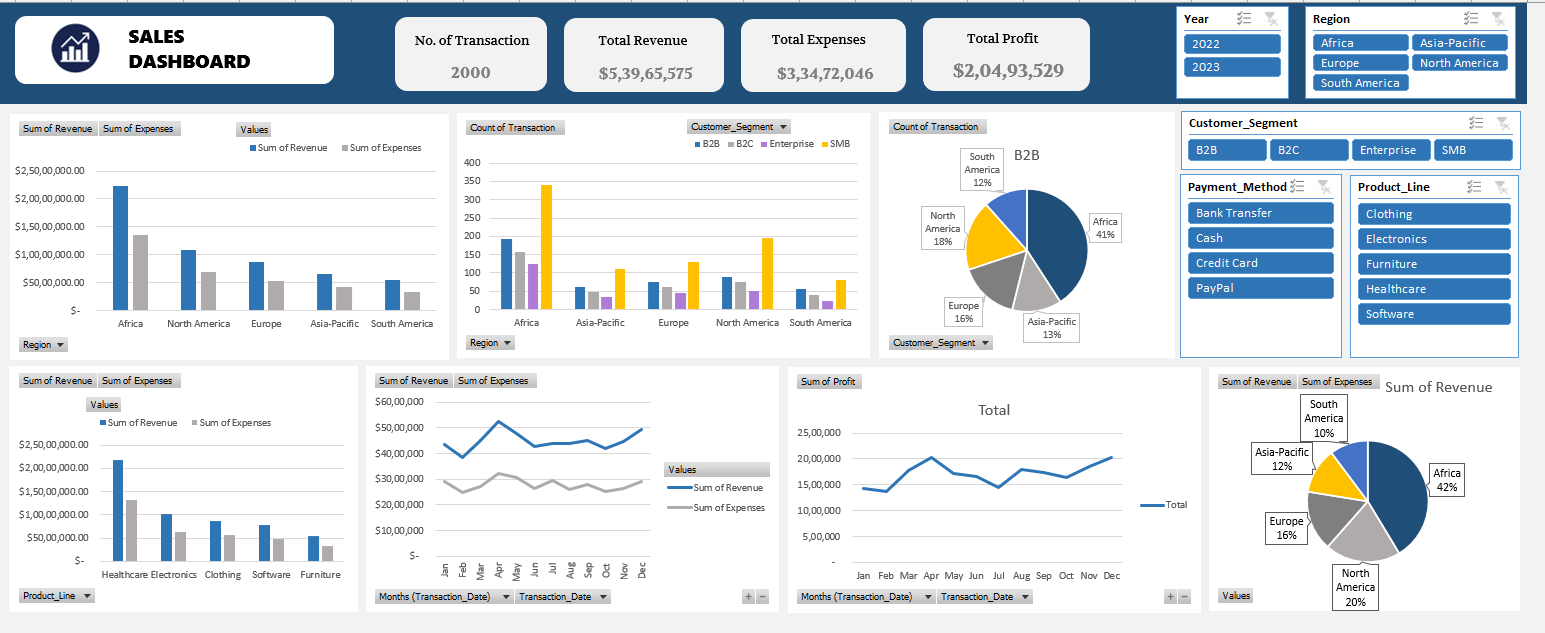 SALES
DASHBOARD
No. of Transaction
2000
Total Revenue
$5,39,65,575
Total Expenses
$3,34,72,046
Total Profit
$2,04,93,529
Year
2022
2023
Region
Africa
Asia-Pacific
Europe
North America
South America
Sum of Revenue
Sum of Expenses
Values
Sum of Revenue
Sum of Expenses
$2,50,00,000.00
$2,00,00,000.00
$1,50,00,000.00
$1,00,00,000.00
$50,00,000.00
$-
Africa
North America
Europe
Asia-Pacific
South America
Region
Count of Transaction
Customer_Segment
B2B
B2C
Enterprise
SMB
400
350
300
250
200
150
100
50
0
Africa
Asia-Pacific
Europe
North America
South America
Region
Count of Transaction
B2B
South
America
12%
North
America
18%
Africa
41%
Europe
16%
Asia-Pacific
13%
Customer_Segment
Customer_Segment
B2B
B2C
Enterprise
SMB
Payment_Method
Bank Transfer
Cash
Credit Card
PayPal
Product_Line
Clothing
Electronics
Furniture
Healthcare
Software
Sum of Revenue
Sum of Expenses
Values
Sum of Revenue
Sum of Expenses
$2,50,00,000.00
$2,00,00,000.00
$1,50,00,000.00
$1,00,00,000.00
$50,00,000.00
$-
Healthcare
Electronics
Clothing
Software
Furniture
Product_Line
Sum of Revenue
Sum of Expenses
$60,00,000
$50,00,000
$40,00,000
$30,00,000
$20,00,000
$10,00,000
$-
Jan
Feb
Mar
Apr
May
Jun
Jul
Aug
Sep
Oct
Nov
Dec
Values
Sum of Revenue
Sum of Expenses
Months (Transaction_Date)
Transaction_Date
+ −
Sum of Profit
Total
25,00,000
20,00,000
15,00,000
10,00,000
5,00,000
-
Jan
Feb
Mar
Apr
May
Jun
Jul
Aug
Sep
Oct
Nov
Dec
Total
Months (Transaction_Date)
Transaction_Date
+ −
Sum of Revenue
Sum of Expenses
Sum of Revenue
South
America
10%
Asia-Pacific
12%
Africa
42%
Europe
16%
North
America
20%
Values